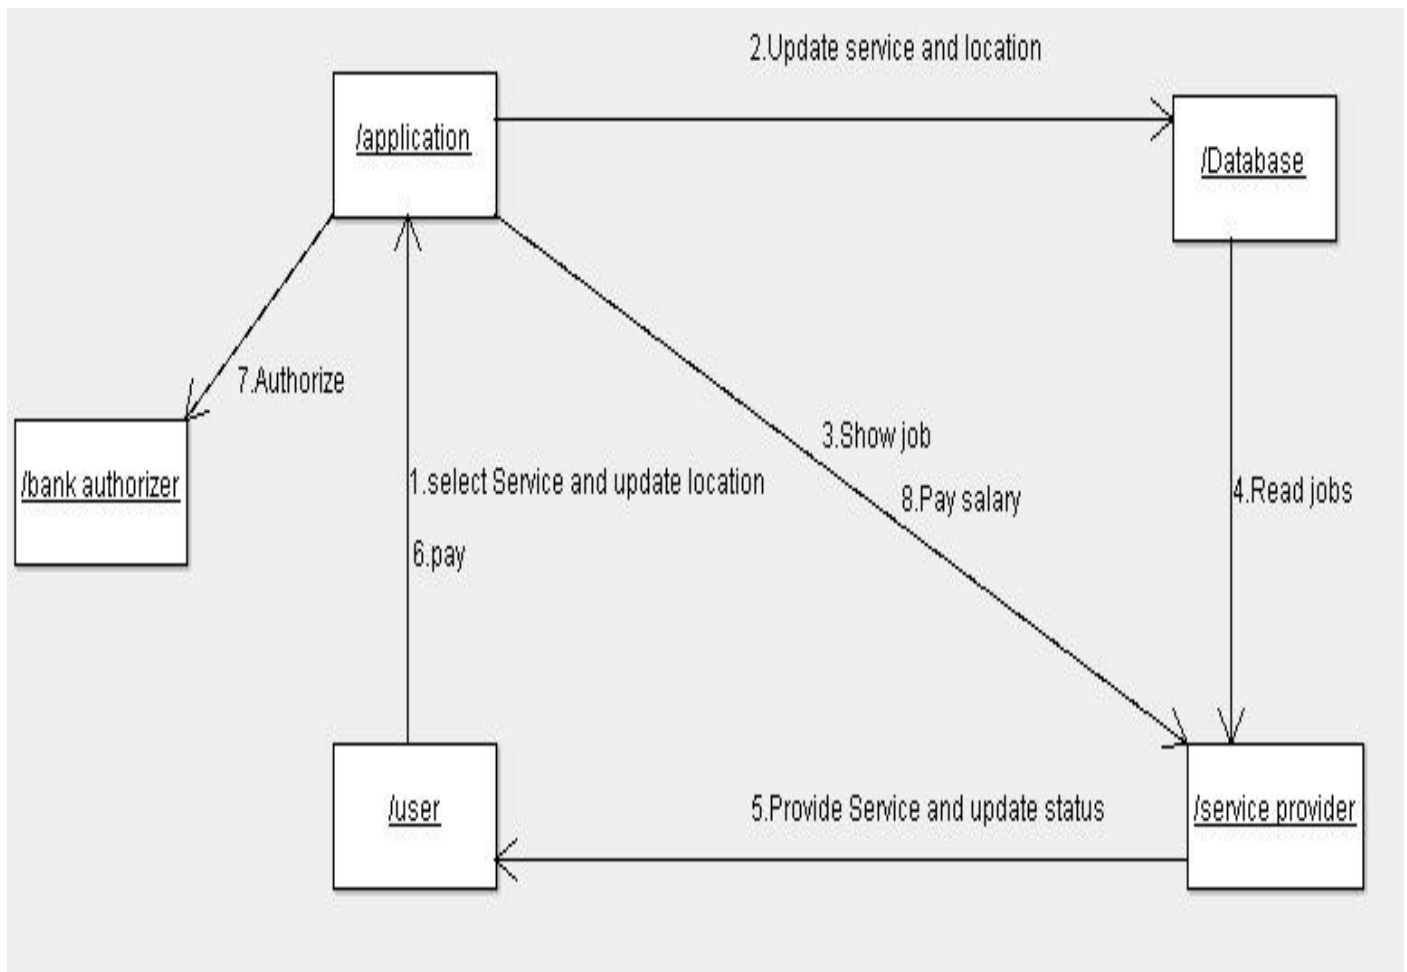 2.Update service and location
/application
/Database
7.Authorize
3.Show job
/bank authorizer
1.select Service and update location
8.Pay salary
4.Read jobs
6.pay
/user
5.Provide Service and update status
/service provider